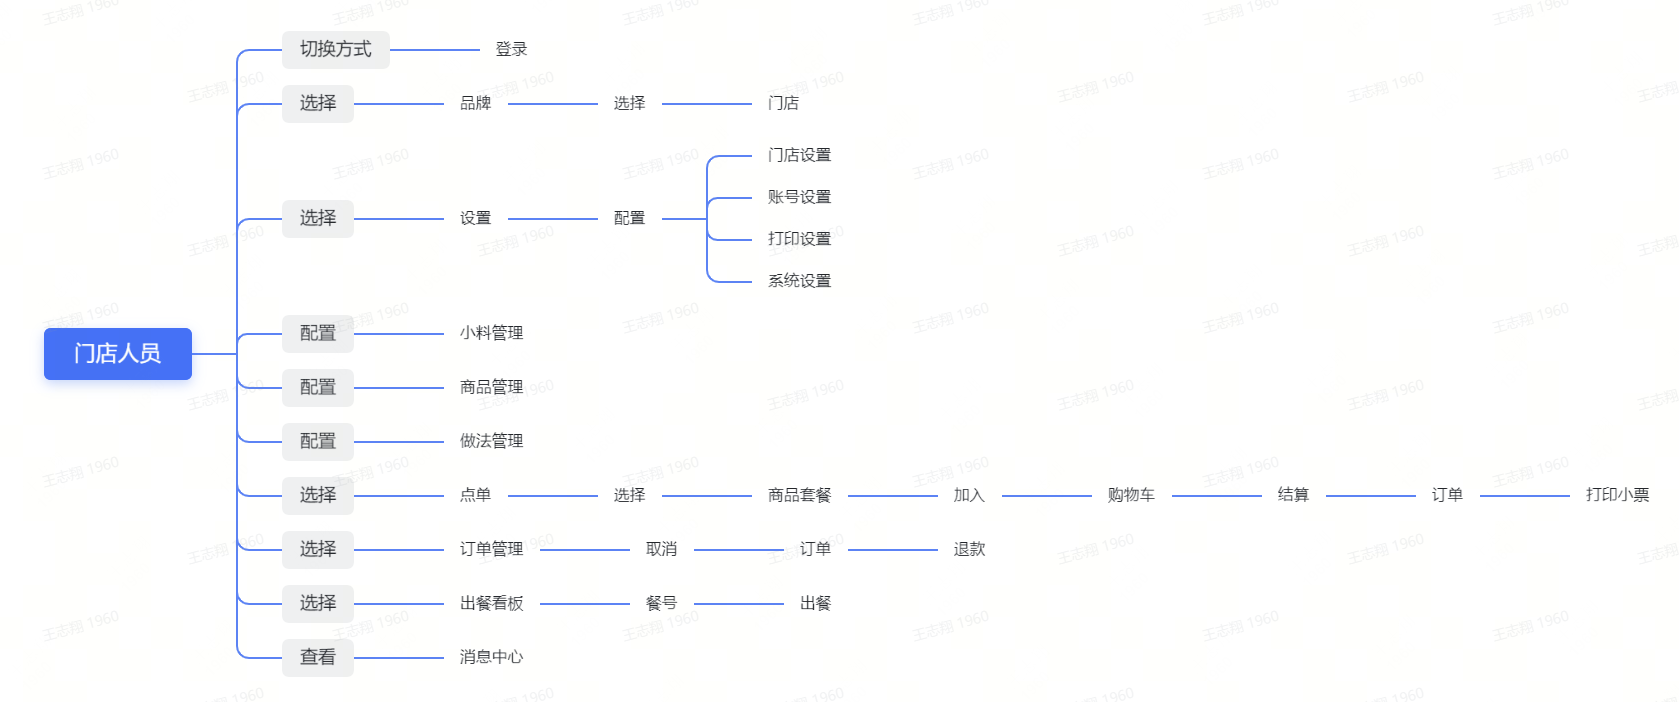 切换方式 登录
选择 品牌 选择 门店
门店设置
账号设置
选择 设置 配置
打印设置
系统设置
配置 小料管理
门店人员
配置 商品管理
配置 做法管理
选择 点单 选择 商品套餐 加入 购物车 结算 订单 打印小票
选择 订单管理 取消 订单 退款
选择 出餐看板 餐号 出餐
查看 消息中心
王志翔 1960